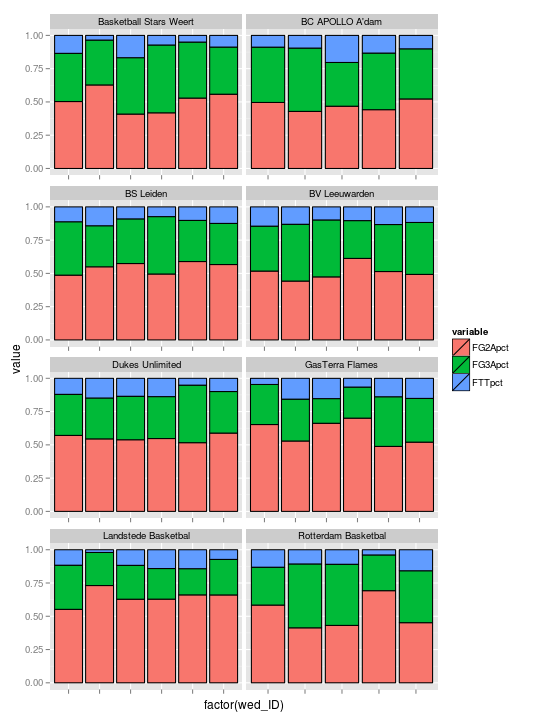 Basketball Stars Weert
BC APOLLO A'dam
1.00
0.75
0.50
0.25
0.00
BS Leiden
BV Leeuwarden
1.00
0.75
0.50
0.25
0.00
Dukes Unlimited
GasTerra Flames
1.00
0.75
0.50
0.25
0.00
Landstede Basketbal
Rotterdam Basketbal
1.00
0.75
0.50
0.25
0.00
value
factor(wed_ID)
variable
FG2Apct
FG3Apct
FTTpct